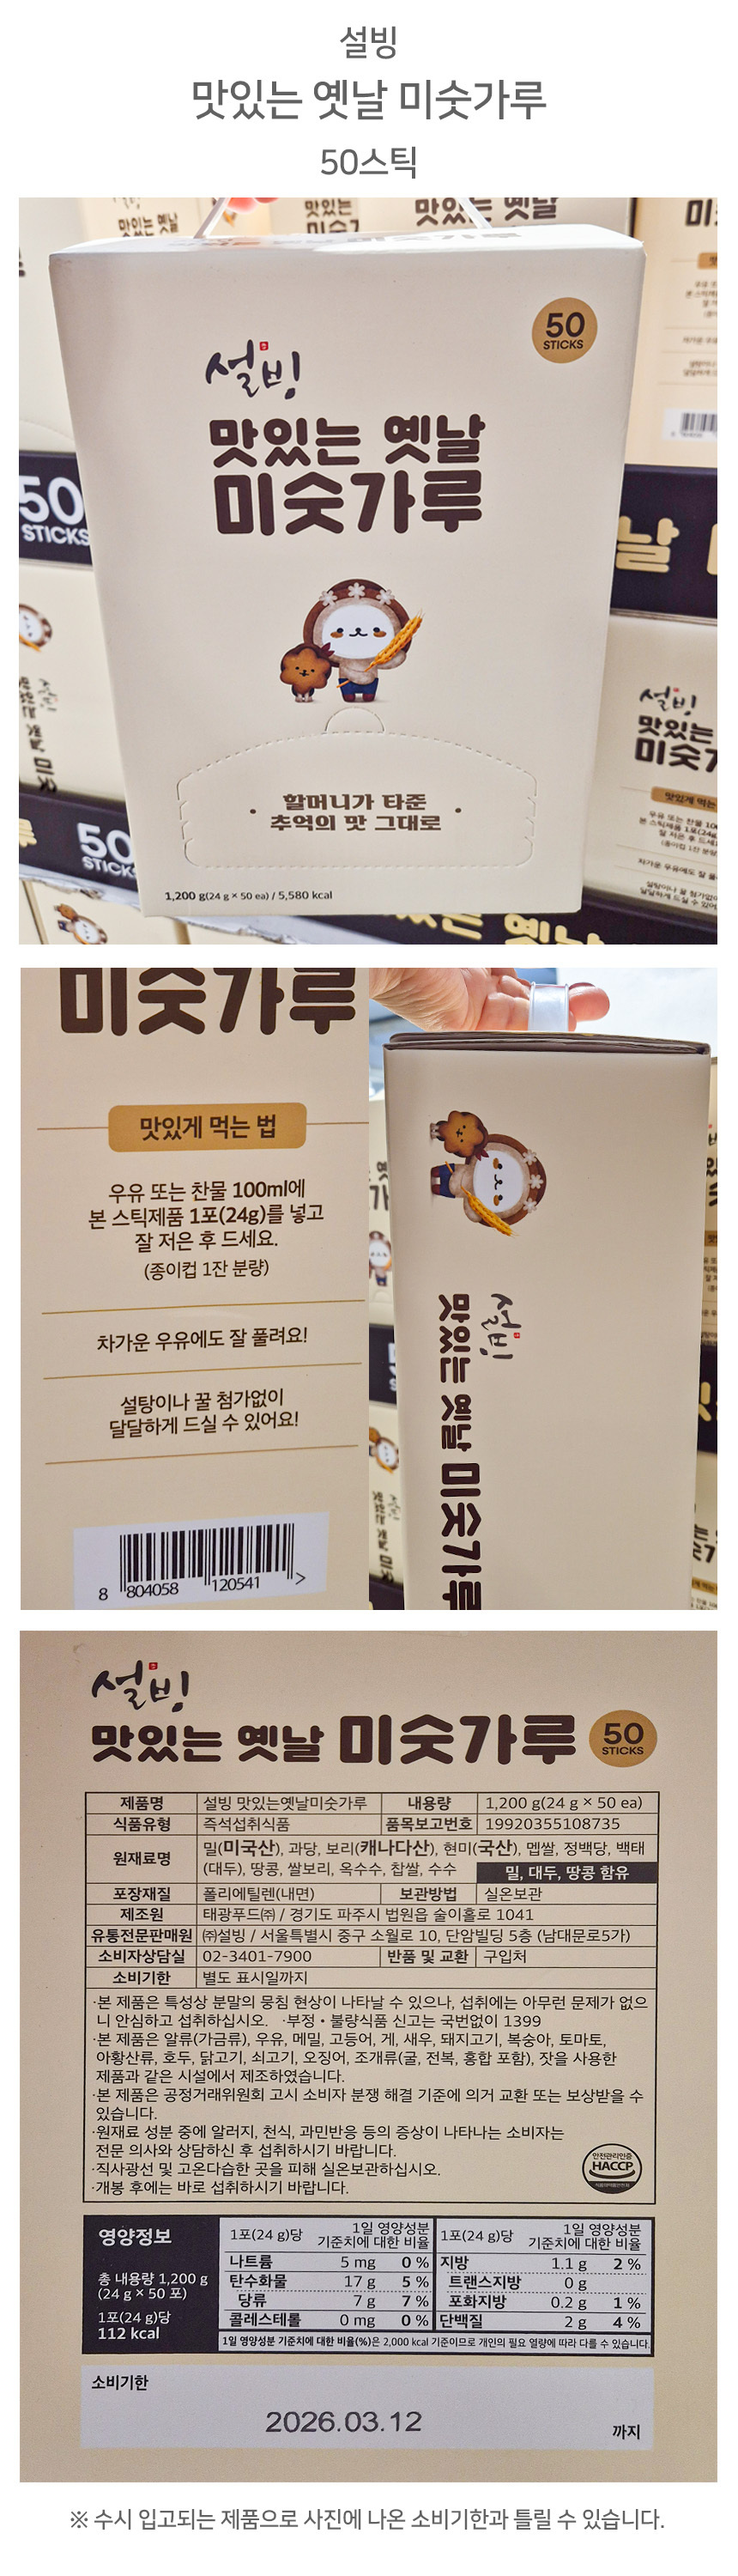 설빙
맛있는 옛날 미숫가루
50스틱
50
STICKS
설빙
맛있는 옛날
미숫가루
할머니가 타준
추억의 맛 그대로
1,200 g(24 g × 50 ea) / 5,580 kcal
50
STICKS
50
STICKS
설빙
맛있는
미숫가루
맛있게 먹는 법
우유 또는 찬물 100ml에
본 스틱제품 1포(24g)를 넣고
잘 저은 후 드세요.
(종이컵 1잔 분량)
차가운 우유에도 잘 풀려요!
설탕이나 꿀 첨가없이
달달하게 드실 수 있어요!
8 804058 120541 >
설빙
맛있는 옛날 미숫가루
설빙
맛있는 옛날 미숫가루 50 STICKS
제품명 설빙 맛있는옛날미숫가루 내용량 1,200 g(24 g × 50 ea)
식품유형 즉석섭취식품 품목보고번호 19920355108735
원재료명 밀(미국산), 과당, 보리(캐나다산), 현미(국산), 멥쌀, 정백당, 백태
(대두), 땅콩, 쌀보리, 옥수수, 찹쌀, 수수 밀, 대두, 땅콩 함유
포장재질 폴리에틸렌(내면) 보관방법 실온보관
제조원 태광푸드㈜ / 경기도 파주시 법원읍 술이홀로 1041
유통전문판매원 ㈜설빙 / 서울특별시 중구 소월로 10, 단암빌딩 5층 (남대문로5가)
소비자상담실 02-3401-7900 반품 및 교환 구입처
소비기한 별도 표시일까지
·본 제품은 특성상 분말의 뭉침 현상이 나타날 수 있으나, 섭취에는 아무런 문제가 없으
니 안심하고 섭취하십시오. ·부정 • 불량식품 신고는 국번없이 1399
·본 제품은 알류(가금류), 우유, 메밀, 고등어, 게, 새우, 돼지고기, 복숭아, 토마토,
아황산류, 호두, 닭고기, 쇠고기, 오징어, 조개류(굴, 전복, 홍합 포함), 잣을 사용한
제품과 같은 시설에서 제조하였습니다.
·본 제품은 공정거래위원회 고시 소비자 분쟁 해결 기준에 의거 교환 또는 보상받을 수
있습니다.
·원재료 성분 중에 알러지, 천식, 과민반응 등의 증상이 나타나는 소비자는
전문 의사와 상담하신 후 섭취하시기 바랍니다.
·직사광선 및 고온다습한 곳을 피해 실온보관하십시오.
·개봉 후에는 바로 섭취하시기 바랍니다.
안전관리인증
HACCP
영양정보
총 내용량 1,200 g
(24 g × 50 포)
1포(24 g)당
112 kcal
1포(24 g)당 1일 영양성분 기준치에 대한 비율 1포(24 g)당 1일 영양성분 기준치에 대한 비율
나트륨 5 mg 0 % 지방 1.1 g 2 %
탄수화물 17 g 5 % 트랜스지방 0 g
당류 7 g 7 % 포화지방 0.2 g 1 %
콜레스테롤 0 mg 0 % 단백질 2 g 4 %
1일 영양성분 기준치에 대한 비율(%)은 2,000 kcal 기준이므로 개인의 필요 열량에 따라 다를 수 있습니다.
소비기한
2026.03.12
까지
※ 수시 입고되는 제품으로 사진에 나온 소비기한과 틀릴 수 있습니다.